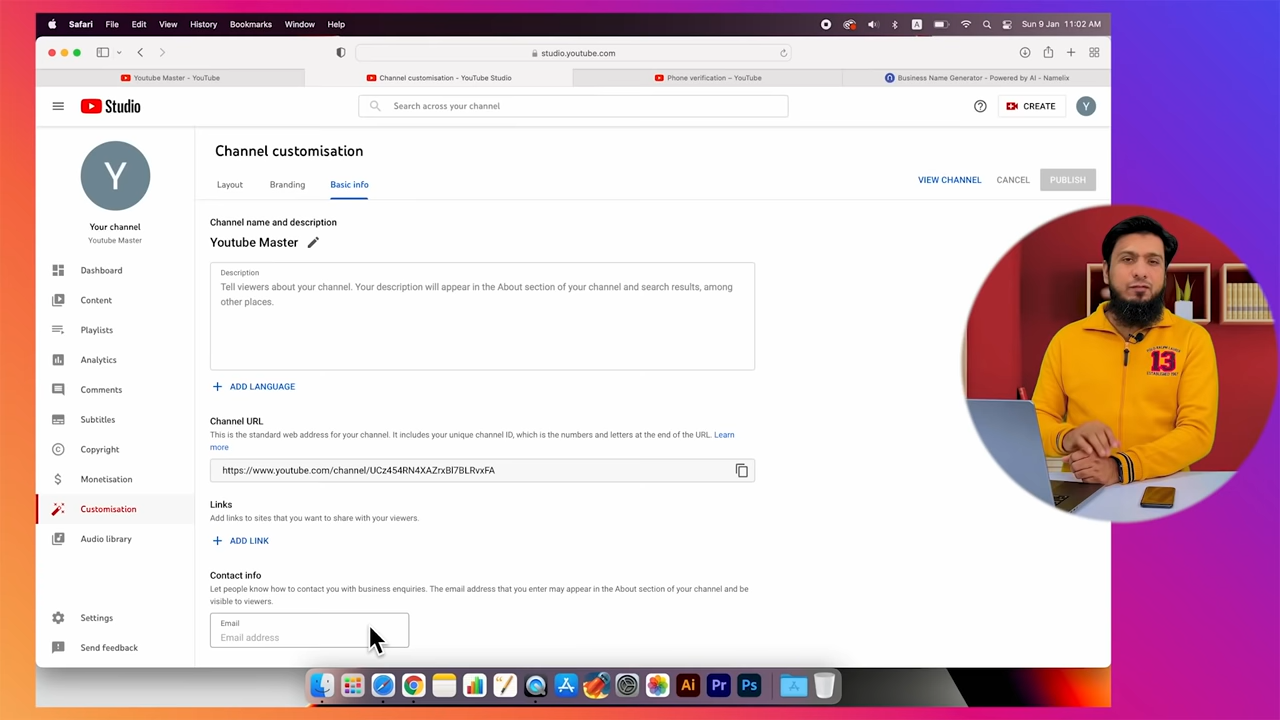 Safari File Edit View History Bookmarks Window Help
A
Sun 9 Jan 11:02 AM
studio.youtube.com
Youtube Master - YouTube
Channel customisation - YouTube Studio
Phone verification – YouTube
Business Name Generator - Powered by AI - Namelix
Studio
Search across your channel
CREATE
Y
Y
Your channel
Youtube Master
Dashboard
Content
Playlists
Analytics
Comments
Subtitles
Copyright
Monetisation
Customisation
Audio library
Settings
Send feedback
Channel customisation
Layout
Branding
Basic info
VIEW CHANNEL
CANCEL
PUBLISH
Channel name and description
Youtube Master
Description
Tell viewers about your channel. Your description will appear in the About section of your channel and search results, among
other places.
ADD LANGUAGE
Channel URL
This is the standard web address for your channel. It includes your unique channel ID, which is the numbers and letters at the end of the URL. Learn
more
https://www.youtube.com/channel/UCz454RN4XAZrxBl7BLRvxFA
Links
Add links to sites that you want to share with your viewers.
ADD LINK
Contact info
Let people know how to contact you with business enquiries. The email address that you enter may appear in the About section of your channel and be
visible to viewers.
Email
Email address
13
Ai
Pr
Ps